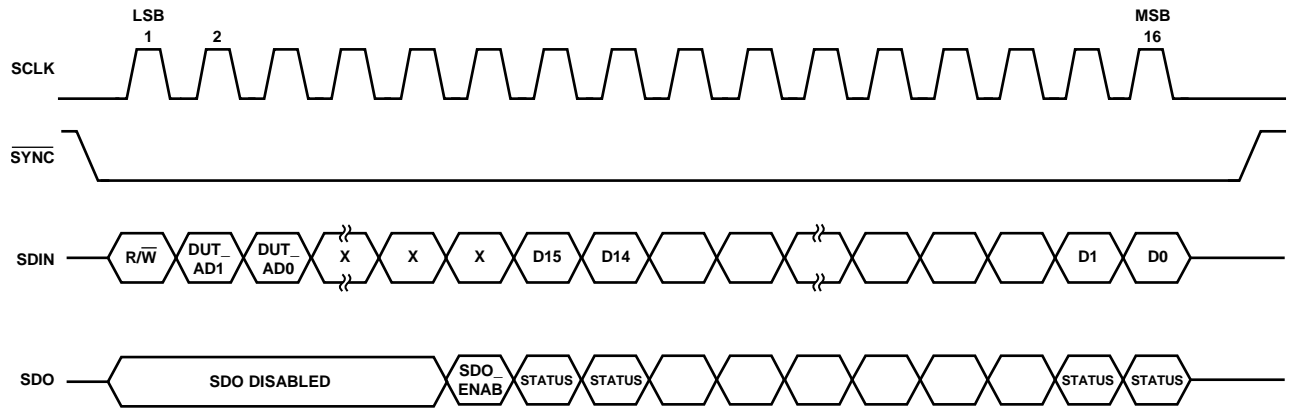 LSB MSB
1 2 16
SCLK
SYNC
R/W DUT_ DUT_ X X X D15 D14 D1 D0
AD1 AD0
SDIN
SDO DISABLED SDO_ STATUS STATUS STATUS STATUS
ENAB
SDO